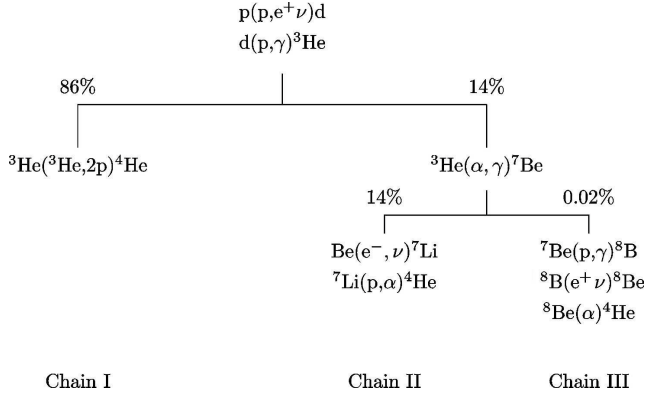 p(p,e⁺ν)d
d(p,γ)³He
86% 14%
³He(³He,2p)⁴He ³He(α,γ)⁷Be
14% 0.02%
Be(e⁻,ν)⁷Li ⁷Be(p,γ)⁸B
⁷Li(p,α)⁴He ⁸B(e⁺ν)⁸Be
⁸Be(α)⁴He
Chain I Chain II Chain III